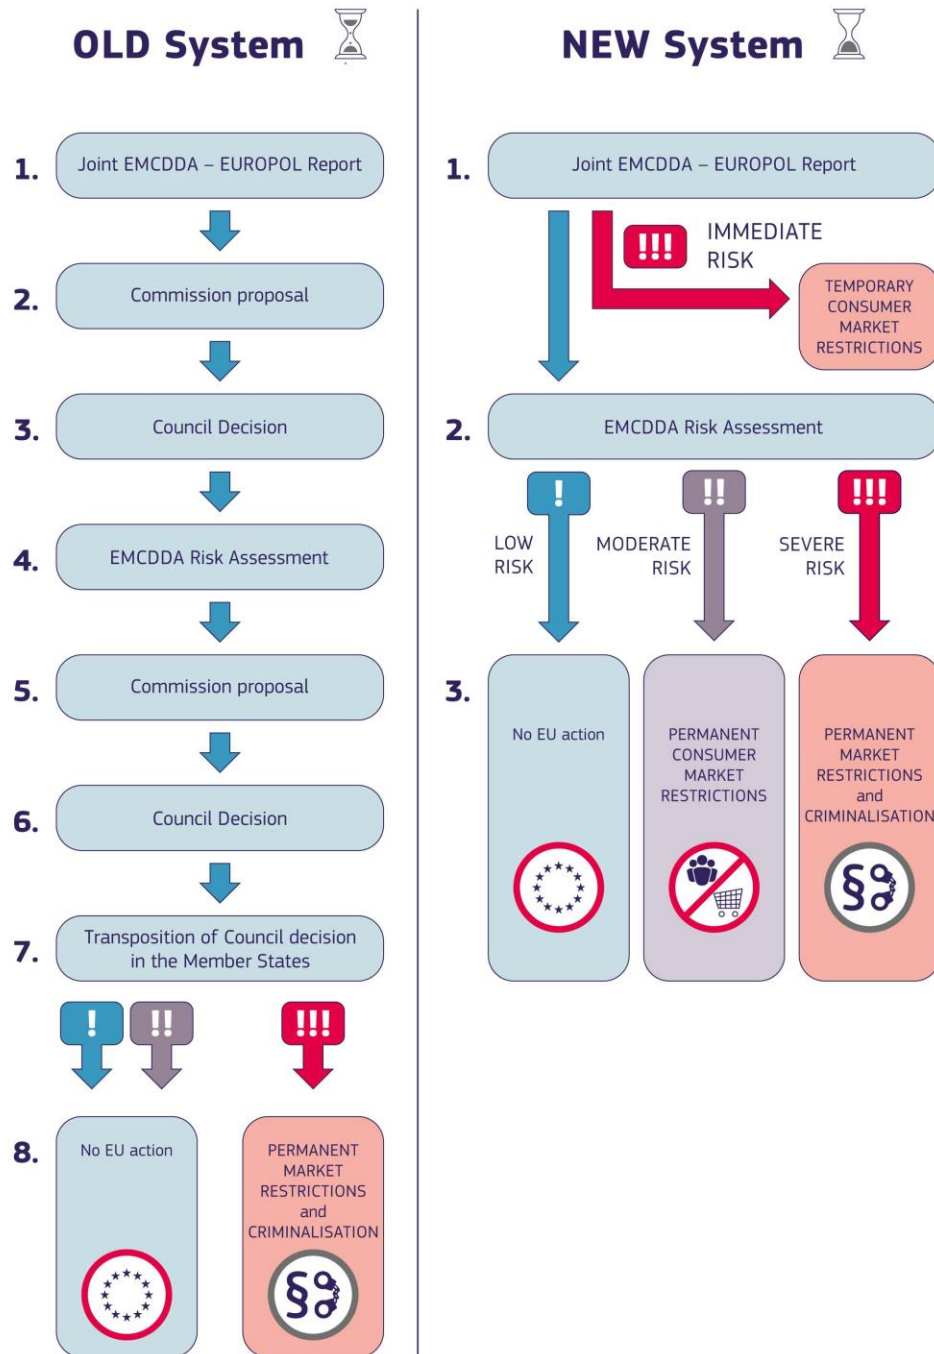 OLD System
1.
Joint EMCDDA – EUROPOL Report
2.
Commission proposal
3.
Council Decision
4.
EMCDDA Risk Assessment
5.
Commission proposal
6.
Council Decision
7.
Transposition of Council decision
in the Member States
!
!!
!!!
8.
No EU action
PERMANENT
MARKET
RESTRICTIONS
and
CRIMINALISATION
§
NEW System
1.
Joint EMCDDA – EUROPOL Report
!!!
IMMEDIATE
RISK
TEMPORARY
CONSUMER
MARKET
RESTRICTIONS
2.
EMCDDA Risk Assessment
!
LOW
RISK
!!
MODERATE
RISK
!!!
SEVERE
RISK
3.
No EU action
PERMANENT
CONSUMER
MARKET
RESTRICTIONS
PERMANENT
MARKET
RESTRICTIONS
and
CRIMINALISATION
§